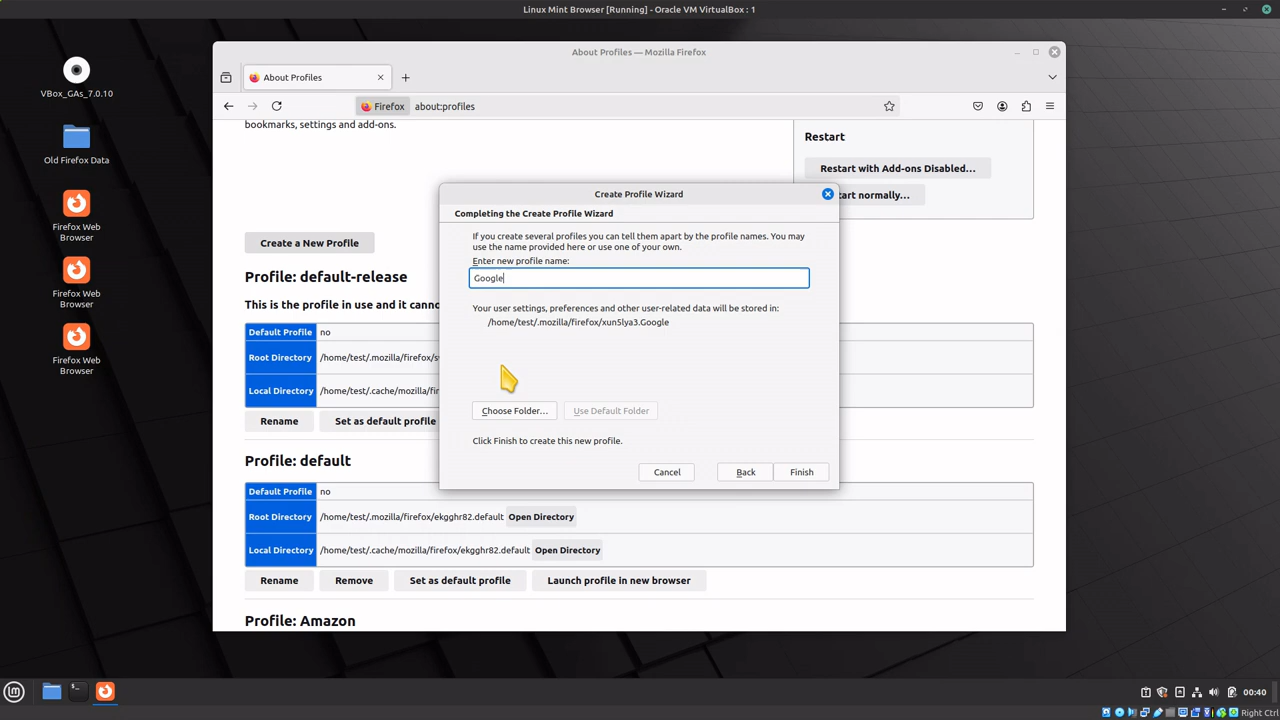 Linux Mint Browser [Running] - Oracle VM VirtualBox : 1
VBox_GAs_7.0.10
Old Firefox Data
Firefox Web
Browser
Firefox Web
Browser
Firefox Web
Browser
About Profiles — Mozilla Firefox
About Profiles
Firefox
about:profiles
bookmarks, settings and add-ons.
Restart
Restart with Add-ons Disabled...
art normally...
Create a New Profile
Create Profile Wizard
Completing the Create Profile Wizard
If you create several profiles you can tell them apart by the profile names. You may
use the name provided here or use one of your own.
Enter new profile name:
Google
Your user settings, preferences and other user-related data will be stored in:
/home/test/.mozilla/firefox/xun5lya3.Google
Choose Folder...
Use Default Folder
Click Finish to create this new profile.
Cancel
Back
Finish
Profile: default-release
This is the profile in use and it canno
Default Profile no
Root Directory /home/test/.mozilla/firefox/s
Local Directory /home/test/.cache/mozilla/fir
Rename
Set as default profile
Profile: default
Default Profile no
Root Directory /home/test/.mozilla/firefox/ekgghr82.default Open Directory
Local Directory /home/test/.cache/mozilla/firefox/ekgghr82.default Open Directory
Rename
Remove
Set as default profile
Launch profile in new browser
Profile: Amazon
00:40
Right Ctrl